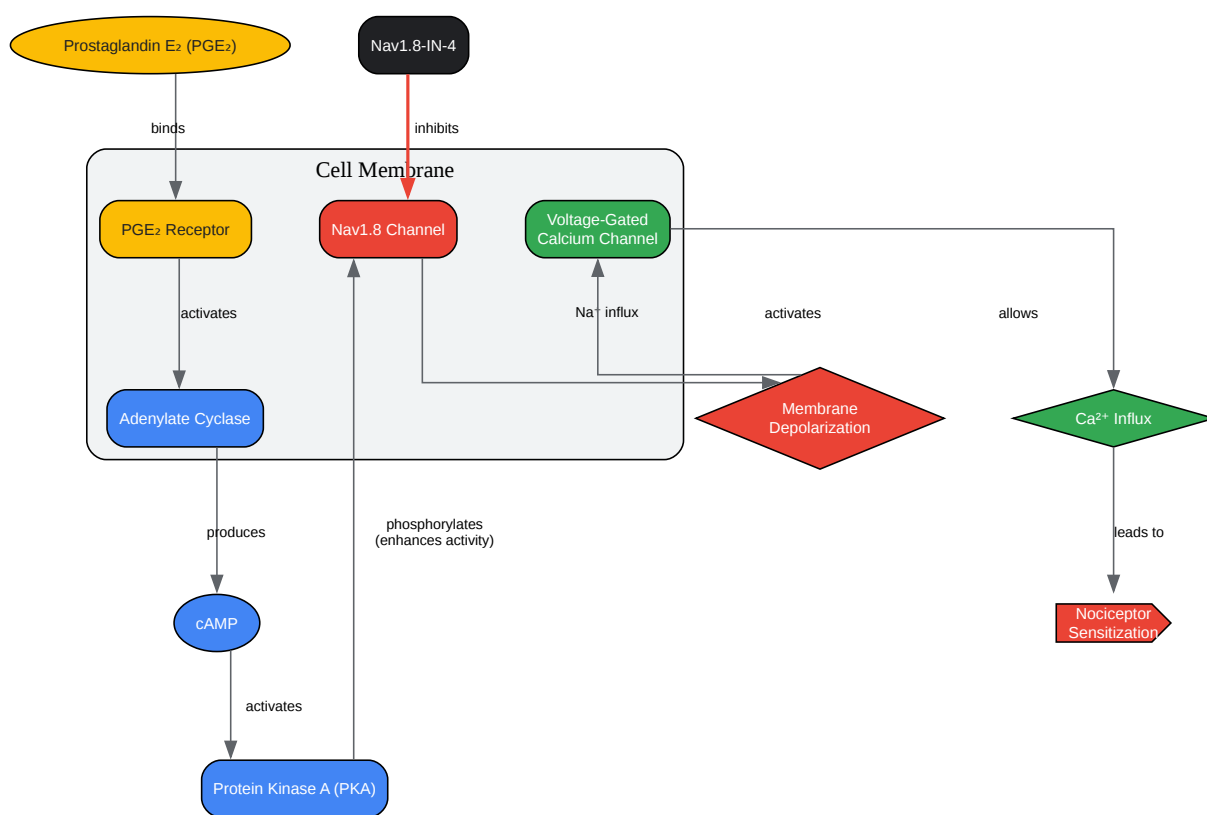 Prostaglandin E₂ (PGE₂)
Nav1.8-IN-4
binds
inhibits
Cell Membrane
PGE₂ Receptor
Nav1.8 Channel
Voltage-Gated
Calcium Channel
activates
Na⁺ influx
activates
allows
Adenylate Cyclase
Membrane
Depolarization
Ca²⁺ Influx
produces
phosphorylates
(enhances activity)
leads to
cAMP
Nociceptor
Sensitization
activates
Protein Kinase A (PKA)